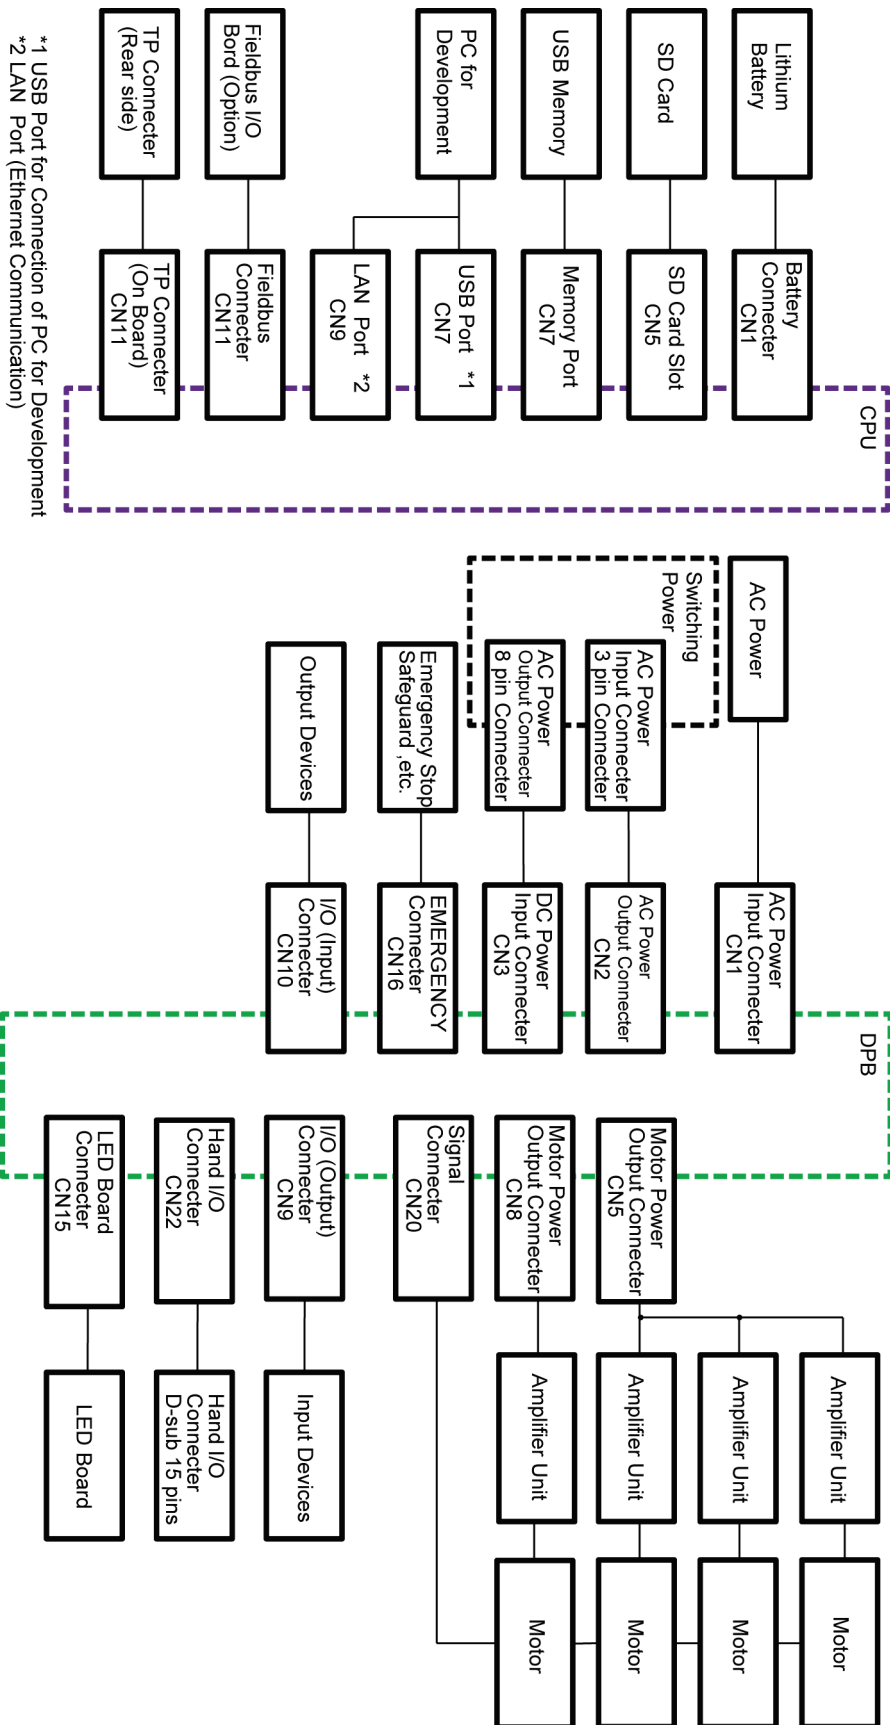 CPU
Lithium
Battery
Battery
Connecter
CN1
SD Card
SD Card Slot
CN5
USB Memory
Memory Port
CN7
PC for
Development
USB Port *1
CN7
LAN Port *2
CN9
Fieldbus I/O
Bord (Option)
Fieldbus
Connecter
CN11
TP Connecter
(Rear side)
TP Connecter
(On Board)
CN11
*1 USB Port for Connection of PC for Development
*2 LAN Port (Ethernet Communication)
DPB
AC Power
AC Power
Input Connecter
CN1
Switching
Power
AC Power
Input Connecter
3 pin Connecter
AC Power
Output Connecter
CN2
AC Power
Output Connecter
8 pin Connecter
DC Power
Input Connecter
CN3
Emergency Stop
Safeguard ,etc.
EMERGENCY
Connecter
CN16
Output Devices
I/O (Input)
Connecter
CN10
Motor Power
Output Connecter
CN5
Amplifier Unit
Motor
Amplifier Unit
Motor
Amplifier Unit
Motor
Motor Power
Output Connecter
CN8
Amplifier Unit
Motor
Signal
Connecter
CN20
I/O (Output)
Connecter
CN9
Input Devices
Hand I/O
Connecter
CN22
Hand I/O
Connecter
D-sub 15 pins
LED Board
Connecter
CN15
LED Board